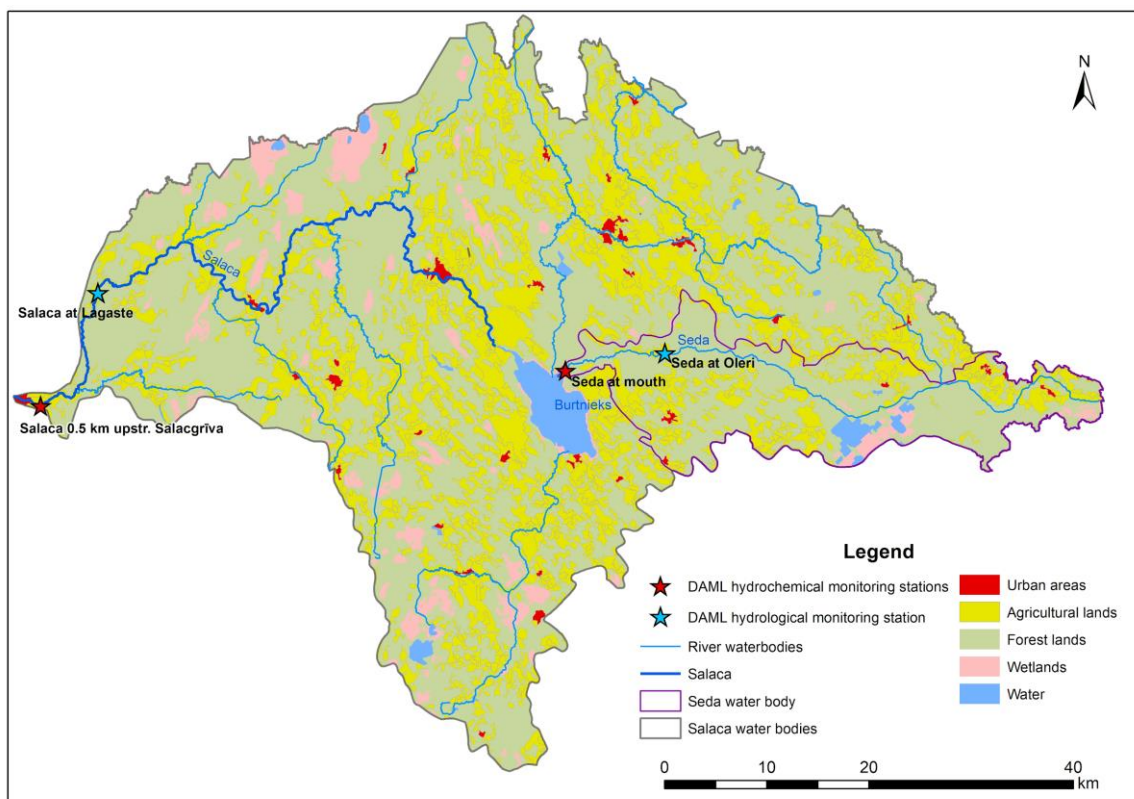 N
Salaca
Salaca at Lagaste
Seda
Seda at Oleri
Seda at mouth
Burtnieks
Salaca 0.5 km upstr. Salacgrīva
Legend
DAML hydrochemical monitoring stations
DAML hydrological monitoring station
River waterbodies
Salaca
Seda water body
Salaca water bodies
Urban areas
Agricultural lands
Forest lands
Wetlands
Water
0 10 20 40
km